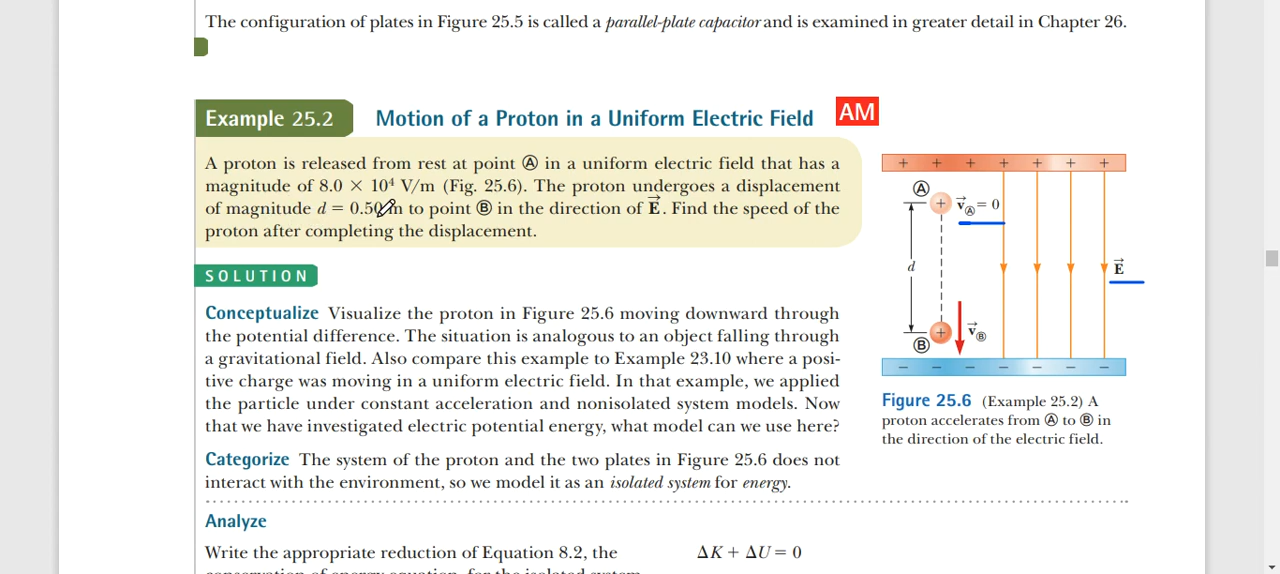 The configuration of plates in Figure 25.5 is called a parallel-plate capacitor and is examined in greater detail in Chapter 26.
Example 25.2 Motion of a Proton in a Uniform Electric Field AM
A proton is released from rest at point Ⓐ in a uniform electric field that has a
magnitude of 8.0 × 10⁴ V/m (Fig. 25.6). The proton undergoes a displacement
of magnitude d = 0.50 m to point Ⓑ in the direction of E⃗. Find the speed of the
proton after completing the displacement.
SOLUTION
Conceptualize Visualize the proton in Figure 25.6 moving downward through
the potential difference. The situation is analogous to an object falling through
a gravitational field. Also compare this example to Example 23.10 where a posi-
tive charge was moving in a uniform electric field. In that example, we applied
the particle under constant acceleration and nonisolated system models. Now
that we have investigated electric potential energy, what model can we use here?
Categorize The system of the proton and the two plates in Figure 25.6 does not
interact with the environment, so we model it as an isolated system for energy.
Analyze
Write the appropriate reduction of Equation 8.2, the
ΔK + ΔU = 0
+ + + + + + +
Ⓐ
+ v⃗Ⓐ = 0
d
E⃗
+ v⃗Ⓑ
Ⓑ
− − − − − − −
Figure 25.6 (Example 25.2) A
proton accelerates from Ⓐ to Ⓑ in
the direction of the electric field.